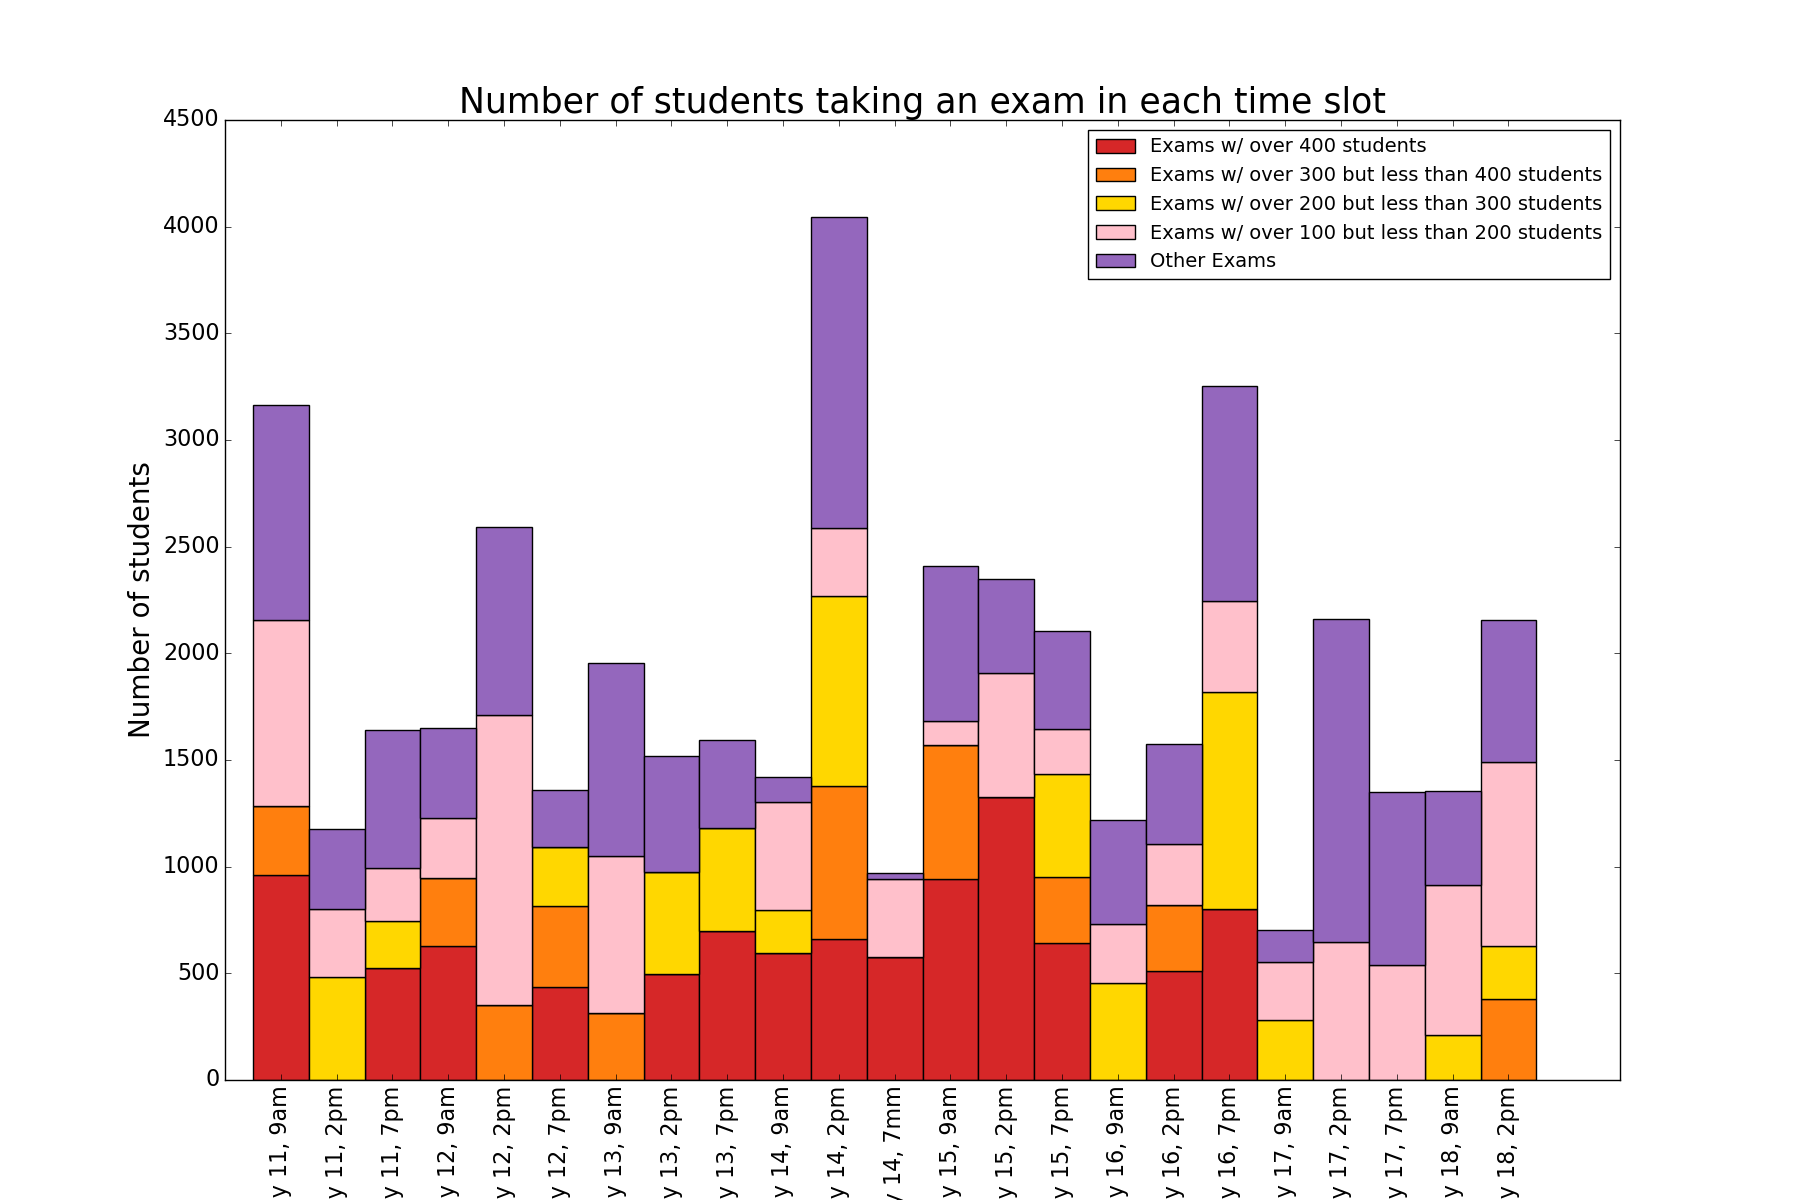 Number of students taking an exam in each time slot
4500
4000
3500
3000
2500
2000
1500
1000
500
0
Number of students
Exams w/ over 400 students
Exams w/ over 300 but less than 400 students
Exams w/ over 200 but less than 300 students
Exams w/ over 100 but less than 200 students
Other Exams
y 11, 9am
y 11, 2pm
y 11, 7pm
y 12, 9am
y 12, 2pm
y 12, 7pm
y 13, 9am
y 13, 2pm
y 13, 7pm
y 14, 9am
y 14, 2pm
y 14, 7mm
y 15, 9am
y 15, 2pm
y 15, 7pm
y 16, 9am
y 16, 2pm
y 16, 7pm
y 17, 9am
y 17, 2pm
y 17, 7pm
y 18, 9am
y 18, 2pm